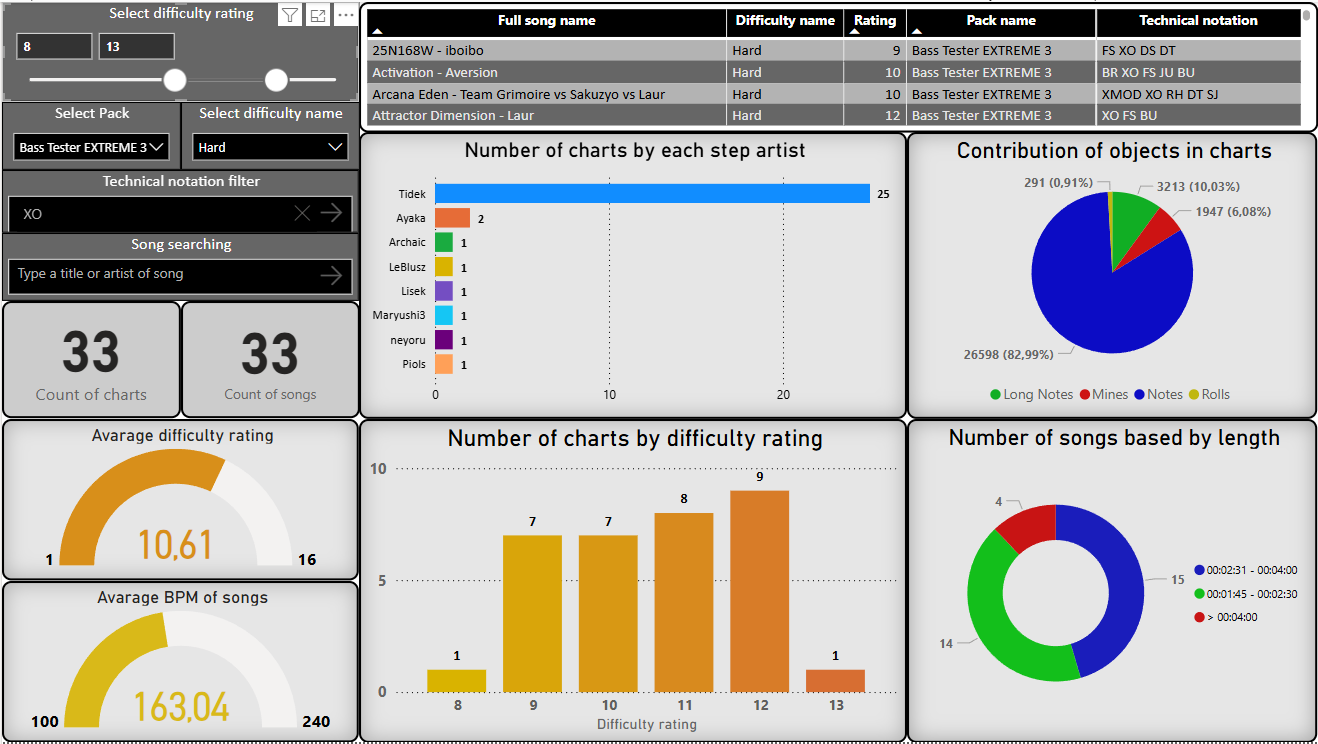 Select difficulty rating
8
13
Select Pack
Select difficulty name
Bass Tester EXTREME 3
Hard
Technical notation filter
XO
Song searching
Type a title or artist of song
33
Count of charts
33
Count of songs
Avarage difficulty rating
10,61
1
16
Avarage BPM of songs
163,04
100
240
Full song name Difficulty name Rating Pack name Technical notation
25N168W - iboibo Hard 9 Bass Tester EXTREME 3 FS XO DS DT
Activation - Aversion Hard 10 Bass Tester EXTREME 3 BR XO FS JU BU
Arcana Eden - Team Grimoire vs Sakuzyo vs Laur Hard 10 Bass Tester EXTREME 3 XMOD XO RH DT SJ
Attractor Dimension - Laur Hard 12 Bass Tester EXTREME 3 XO FS BU
Number of charts by each step artist
Tidek 25
Ayaka 2
Archaic 1
LeBlusz 1
Lisek 1
Maryushi3 1
neyoru 1
Piols 1
0 10 20
Contribution of objects in charts
291 (0,91%)
3213 (10,03%)
1947 (6,08%)
26598 (82,99%)
Long Notes Mines Notes Rolls
Number of charts by difficulty rating
10
5
0
1
7
7
8
9
1
8 9 10 11 12 13
Difficulty rating
Number of songs based by length
4
15
14
00:02:31 - 00:04:00
00:01:45 - 00:02:30
> 00:04:00